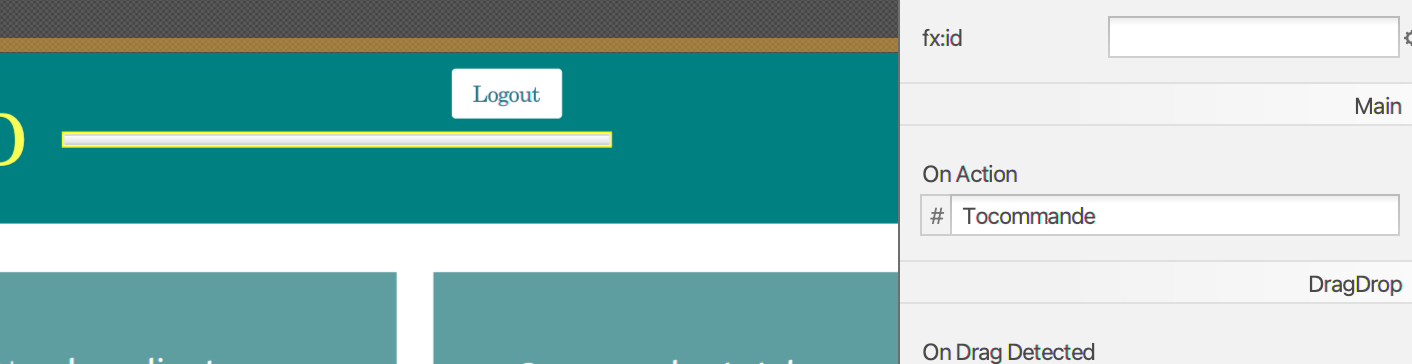 fx:id
Main
Logout
On Action
# Tocommande
DragDrop
On Drag Detected